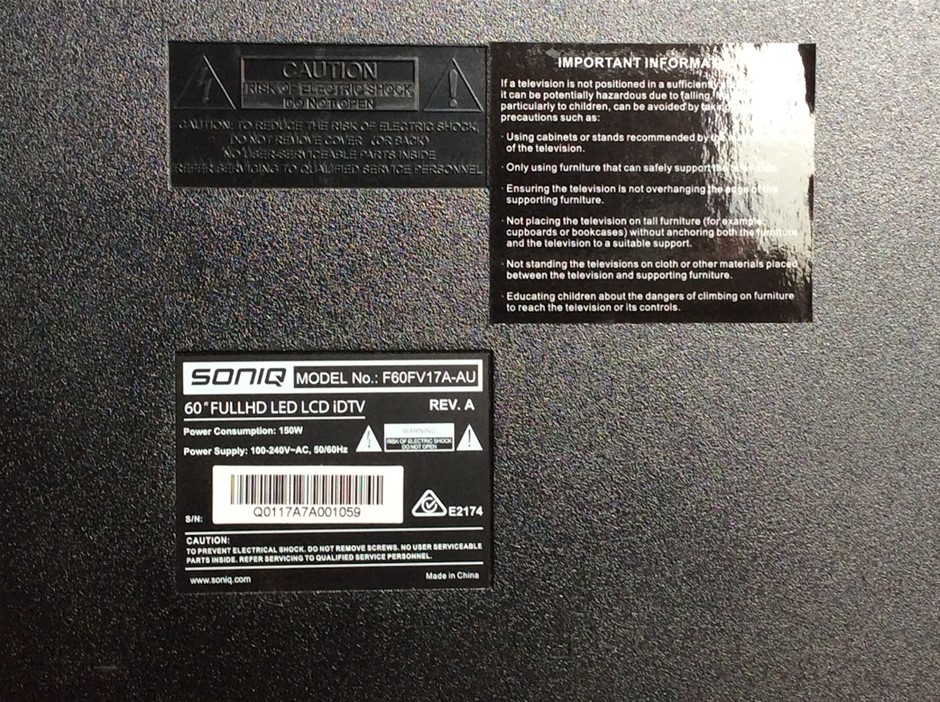 CAUTION
RISK OF ELECTRIC SHOCK
DO NOT OPEN
CAUTION: TO REDUCE THE RISK OF ELECTRIC SHOCK,
DO NOT REMOVE COVER (OR BACK)
NO USER-SERVICEABLE PARTS INSIDE
REFER SERVICING TO QUALIFIED SERVICE PERSONNEL
IMPORTANT
If a television is not positioned in a sufficiently
it can be potentially hazardous due to falling.
particularly to children, can be avoided by taking
precautions such as:
· Using cabinets or stands recommended by the
of the television.
· Only using furniture that can safely support the television.
· Ensuring the television is not overhanging the edge of the
supporting furniture.
· Not placing the television on tall furniture (for example,
cupboards or bookcases) without anchoring both the furniture
and the television to a suitable support.
· Not standing the televisions on cloth or other materials placed
between the television and supporting furniture.
· Educating children about the dangers of climbing on furniture
to reach the television or its controls.
SONIQ MODEL No.: F60FV17A-AU
60" FULLHD LED LCD iDTV REV. A
Power Consumption: 150W
Power Supply: 100-240V~AC, 50/60Hz
WARNING
RISK OF ELECTRIC SHOCK
DO NOT OPEN
S/N: Q0117A7A001059
E2174
CAUTION:
TO PREVENT ELECTRICAL SHOCK. DO NOT REMOVE SCREWS. NO USER SERVICEABLE
PARTS INSIDE. REFER SERVICING TO QUALIFIED SERVICE PERSONNEL.
www.soniq.com Made in China